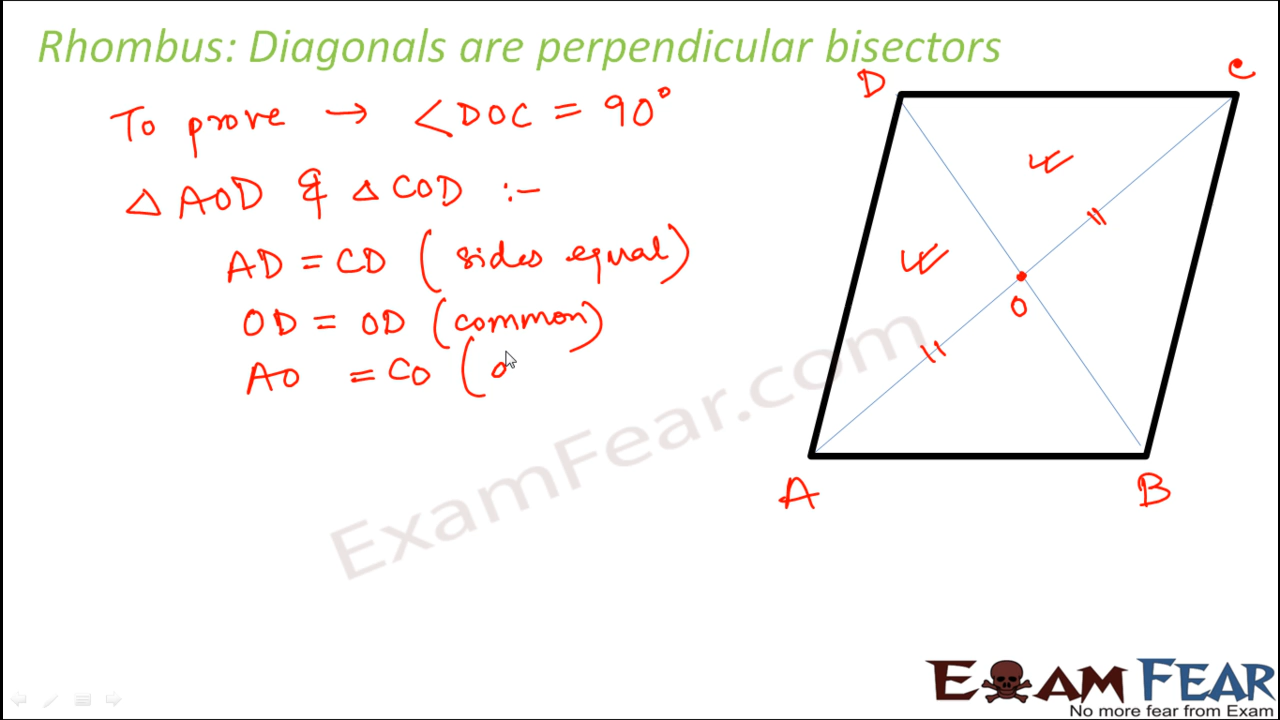 Rhombus: Diagonals are perpendicular bisectors
To prove → ∠DOC = 90°
△ AOD & △ COD :-
AD = CD (sides equal)
OD = OD (common)
AO = CO (o
D
C
O
A
B
ExamFear.com
EXAM FEAR
No more fear from Exam